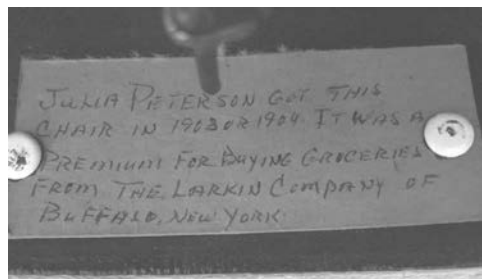 JULIA PETERSON GOT THIS
CHAIR IN 1903 OR 1904 IT WAS A
PREMIUM FOR BUYING GROCERIES
FROM THE LARKIN COMPANY OF
BUFFALO, NEW YORK.